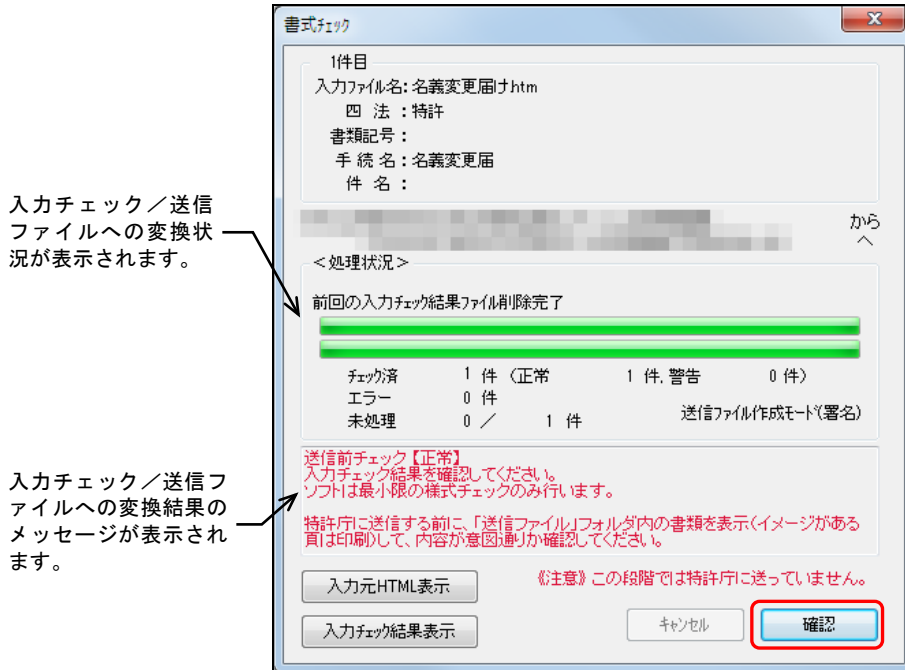 書式ﾁｪｯｸ
1件目
入力ﾌｧｲﾙ名：名義変更届け.htm
四 法 ：特許
書類記号：
手 続 名：名義変更届
件 名 ：
から
へ
＜処理状況＞
前回の入力ﾁｪｯｸ結果ﾌｧｲﾙ削除完了
ﾁｪｯｸ済 1 件 （正常 1 件, 警告 0 件）
エラー 0 件
未処理 0 ／ 1 件 送信ﾌｧｲﾙ作成ﾓｰﾄﾞ（署名）
送信前チェック【正常】
入力チェック結果を確認してください。
ソフトは最小限の様式チェックのみ行います。
特許庁に送信する前に、「送信ファイル」フォルダ内の書類を表示（イメージがある
頁は印刷）して、内容が意図通りか確認してください。
入力元HTML表示
《注意》 この段階では特許庁に送っていません。
入力ﾁｪｯｸ結果表示
ｷｬﾝｾﾙ
確認
入力チェック／送信
ファイルへの変換状
況が表示されます。
入力チェック／送信フ
ァイルへの変換結果の
メッセージが表示され
ます。